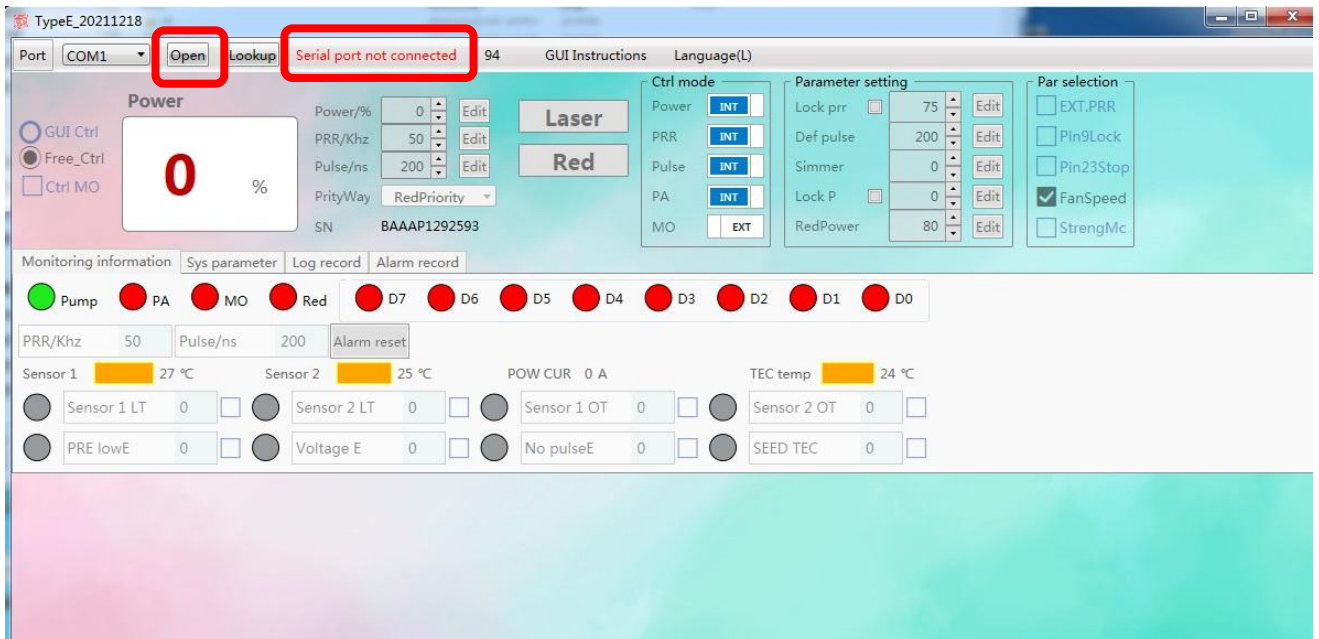 TypeE_20211218
Port COM1 Open Lookup Serial port not connected 94 GUI Instructions Language(L)
Power
GUI Ctrl
Free_Ctrl
Ctrl MO
0 %
Power/% 0 Edit
PRR/Khz 50 Edit
Pulse/ns 200 Edit
PrityWay RedPriority
SN BAAAP1292593
Laser
Red
Ctrl mode
Power INT
PRR INT
Pulse INT
PA INT
MO EXT
Parameter setting
Lock prr 75 Edit
Def pulse 200 Edit
Simmer 0 Edit
Lock P 0 Edit
RedPower 80 Edit
Par selection
EXT.PRR
Pin9Lock
Pin23Stop
FanSpeed
StrengMc
Monitoring information Sys parameter Log record Alarm record
Pump PA MO Red D7 D6 D5 D4 D3 D2 D1 D0
PRR/Khz 50 Pulse/ns 200 Alarm reset
Sensor 1 27 ℃ Sensor 2 25 ℃ POW CUR 0 A TEC temp 24 ℃
Sensor 1 LT 0 Sensor 2 LT 0 Sensor 1 OT 0 Sensor 2 OT 0
PRE lowE 0 Voltage E 0 No pulseE 0 SEED TEC 0